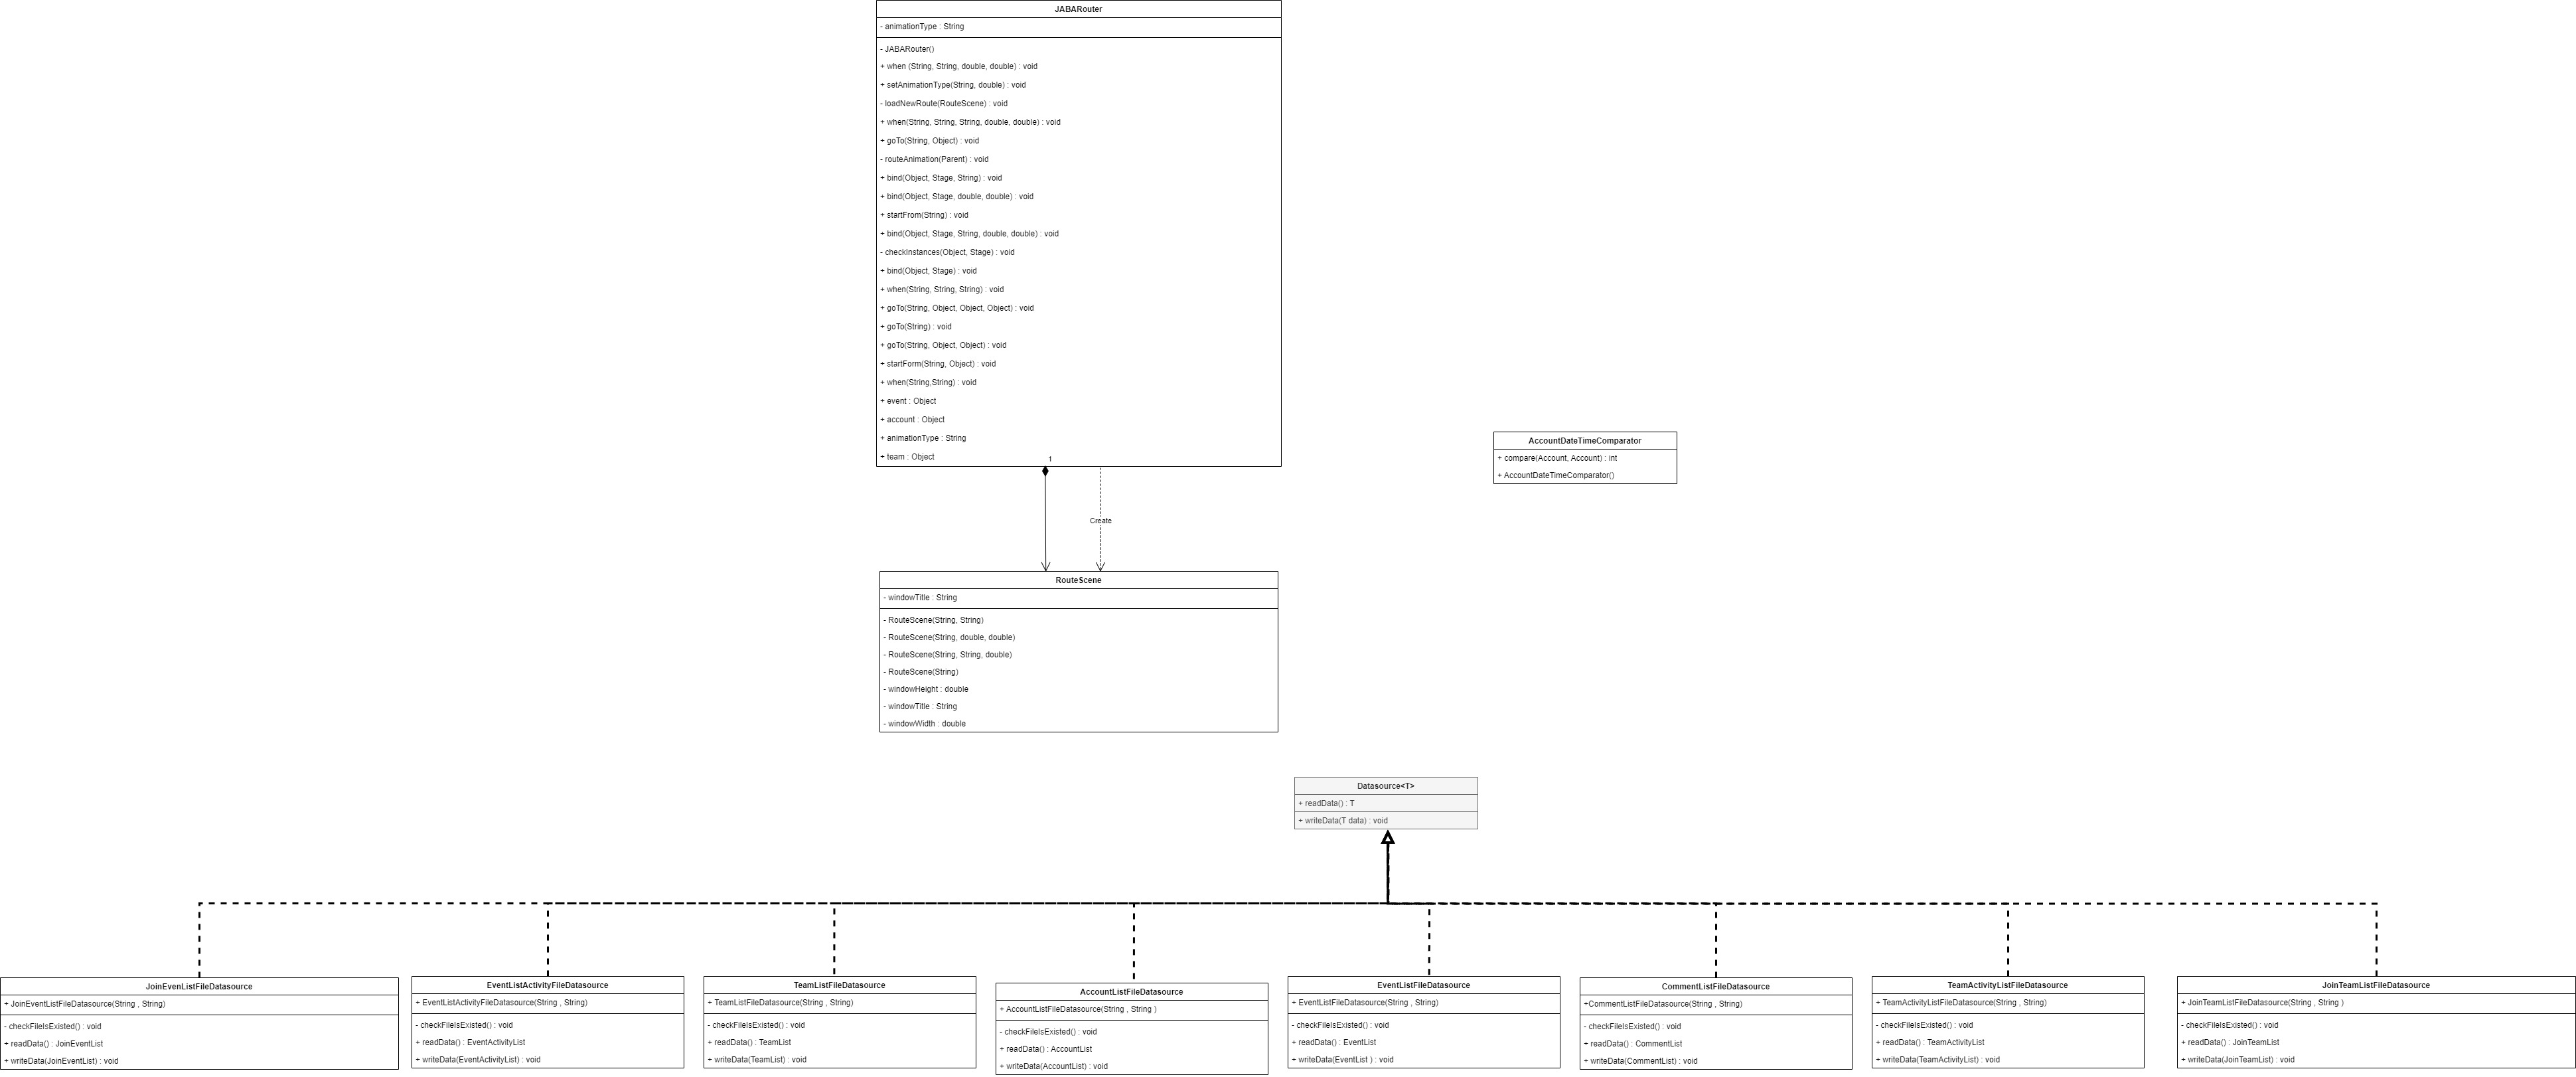 JABARouter
- animationType : String
- JABARouter()
+ when (String, String, double, double) : void
+ setAnimationType(String, double) : void
- loadNewRoute(RouteScene) : void
+ when(String, String, String, double, double) : void
+ goTo(String, Object) : void
- routeAnimation(Parent) : void
+ bind(Object, Stage, String) : void
+ bind(Object, Stage, double, double) : void
+ startFrom(String) : void
+ bind(Object, Stage, String, double, double) : void
- checkInstances(Object, Stage) : void
+ bind(Object, Stage) : void
+ when(String, String, String) : void
+ goTo(String, Object, Object, Object) : void
+ goTo(String) : void
+ goTo(String, Object, Object) : void
+ startForm(String, Object) : void
+ when(String,String) : void
+ event : Object
+ account : Object
+ animationType : String
+ team : Object
1
Create
AccountDateTimeComparator
+ compare(Account, Account) : int
+ AccountDateTimeComparator()
RouteScene
- windowTitle : String
- RouteScene(String, String)
- RouteScene(String, double, double)
- RouteScene(String, String, double)
- RouteScene(String)
- windowHeight : double
- windowTitle : String
- windowWidth : double
Datasource<T>
+ readData() : T
+ writeData(T data) : void
JoinEvenListFileDatasource
+ JoinEventListFileDatasource(String , String)
- checkFileIsExisted() : void
+ readData() : JoinEventList
+ writeData(JoinEventList) : void
EventListActivityFileDatasource
+ EventListActivityFileDatasource(String , String)
- checkFileIsExisted() : void
+ readData() : EventActivityList
+ writeData(EventActivityList) : void
TeamListFileDatasource
+ TeamListFileDatasource(String , String)
- checkFileIsExisted() : void
+ readData() : TeamList
+ writeData(TeamList) : void
AccountListFileDatasource
+ AccountListFileDatasource(String , String )
- checkFileIsExisted() : void
+ readData() : AccountList
+ writeData(AccountList) : void
EventListFileDatasource
+ EventListFileDatasource(String , String)
- checkFileIsExisted() : void
+ readData() : EventList
+ writeData(EventList ) : void
CommentListFileDatasource
+CommentListFileDatasource(String , String)
- checkFileIsExisted() : void
+ readData() : CommentList
+ writeData(CommentList) : void
TeamActivityListFileDatasource
+ TeamActivityListFileDatasource(String , String)
- checkFileIsExisted() : void
+ readData() : TeamActivityList
+ writeData(TeamActivityList) : void
JoinTeamListFileDatasource
+ JoinTeamListFileDatasource(String , String )
- checkFileIsExisted() : void
+ readData() : JoinTeamList
+ writeData(JoinTeamList) : void